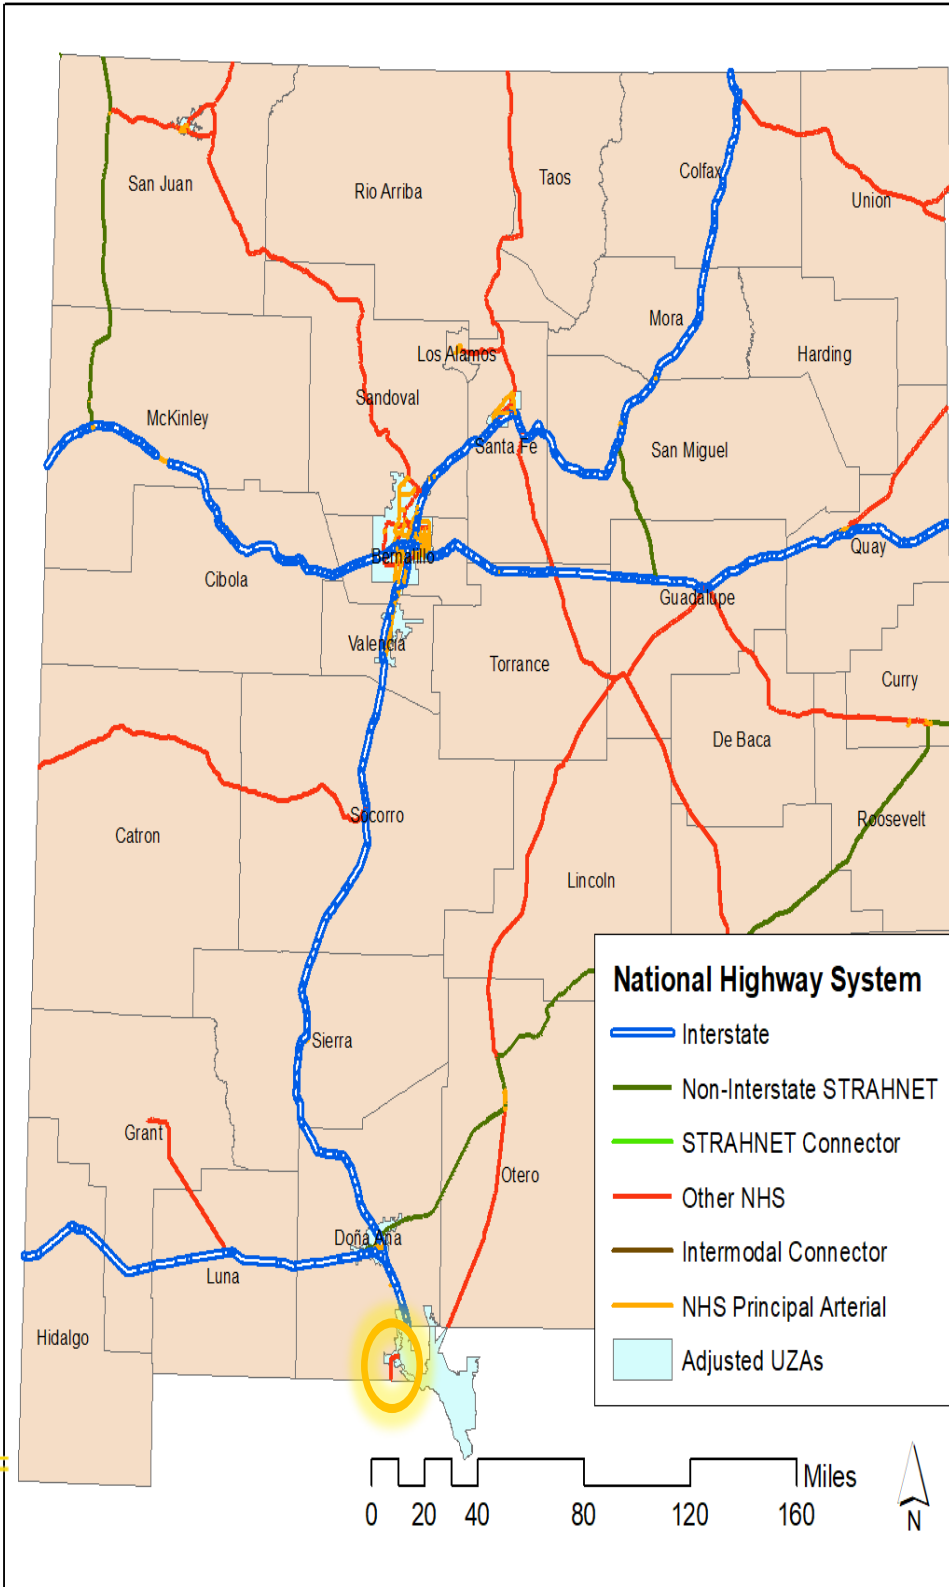 San Juan
Rio Arriba
Taos
Colfax
Union
Mora
Harding
Los Alamos
McKinley
Sandoval
Santa Fe
San Miguel
Quay
Bernalillo
Cibola
Guadalupe
Valencia
Torrance
Curry
De Baca
Socorro
Roosevelt
Catron
Lincoln
Sierra
Grant
Otero
Doña Ana
Luna
Hidalgo
National Highway System
Interstate
Non-Interstate STRAHNET
STRAHNET Connector
Other NHS
Intermodal Connector
NHS Principal Arterial
Adjusted UZAs
Miles
0 20 40 80 120 160
N